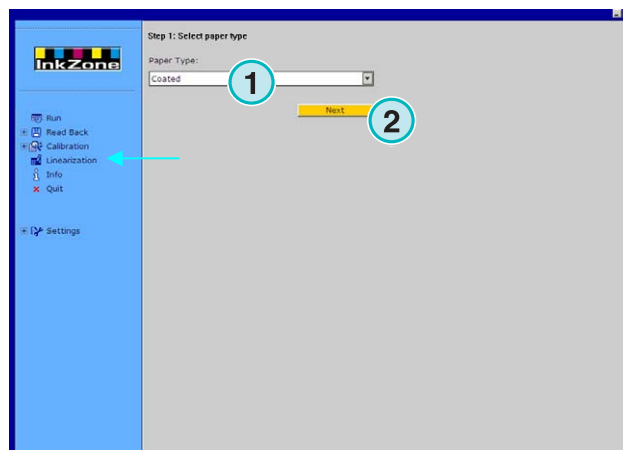 InkZone
Run
Read Back
Calibration
Linearization
Info
Quit
Settings
Step 1: Select paper type
Paper Type:
Coated
1
Next
2